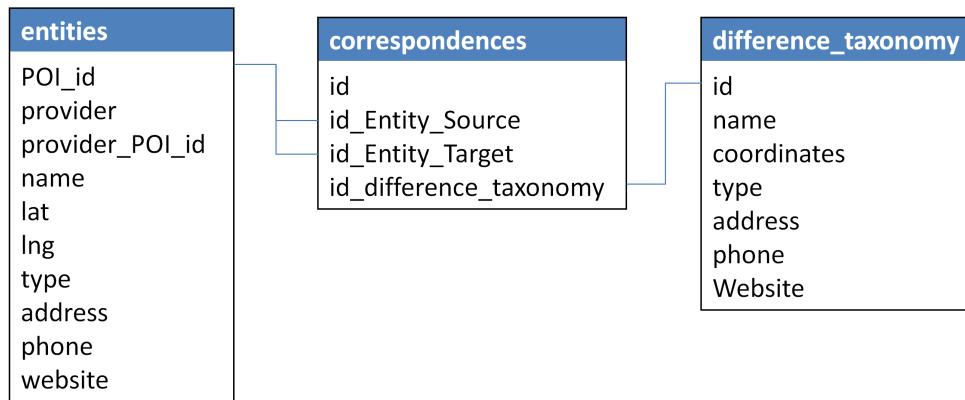 entities
POI_id
provider
provider_POI_id
name
lat
lng
type
address
phone
website
correspondences
id
id_Entity_Source
id_Entity_Target
id_difference_taxonomy
difference_taxonomy
id
name
coordinates
type
address
phone
Website